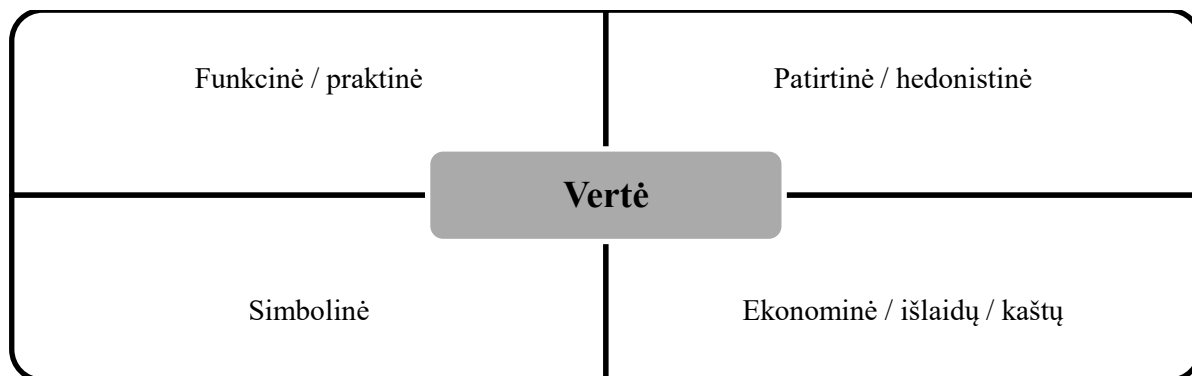 Funkcinė / praktinė
Patirtinė / hedonistinė
Vertė
Simbolinė
Ekonominė / išlaidų / kaštų